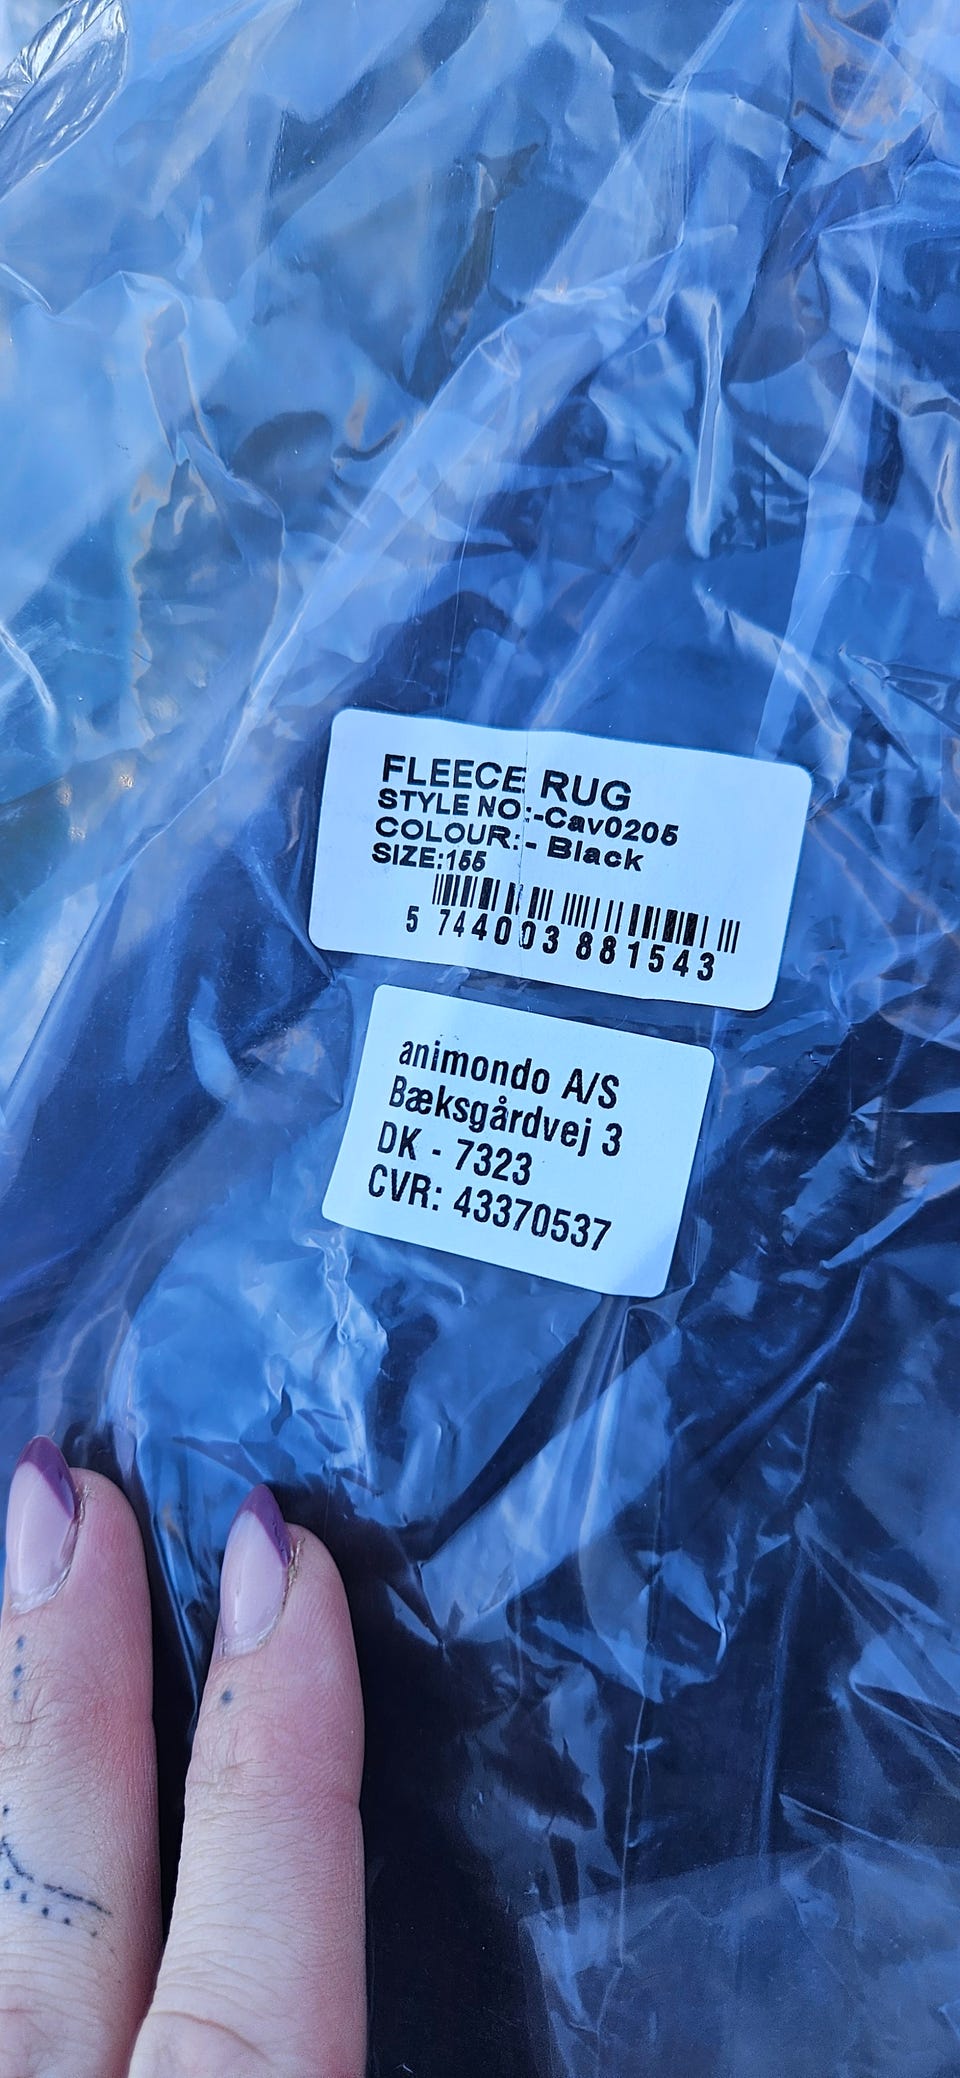 FLEECE RUG
STYLE NO:-Cav0205
COLOUR:- Black
SIZE:155
5 744003 881543
animondo A/S
Bæksgårdvej 3
DK - 7323
CVR: 43370537